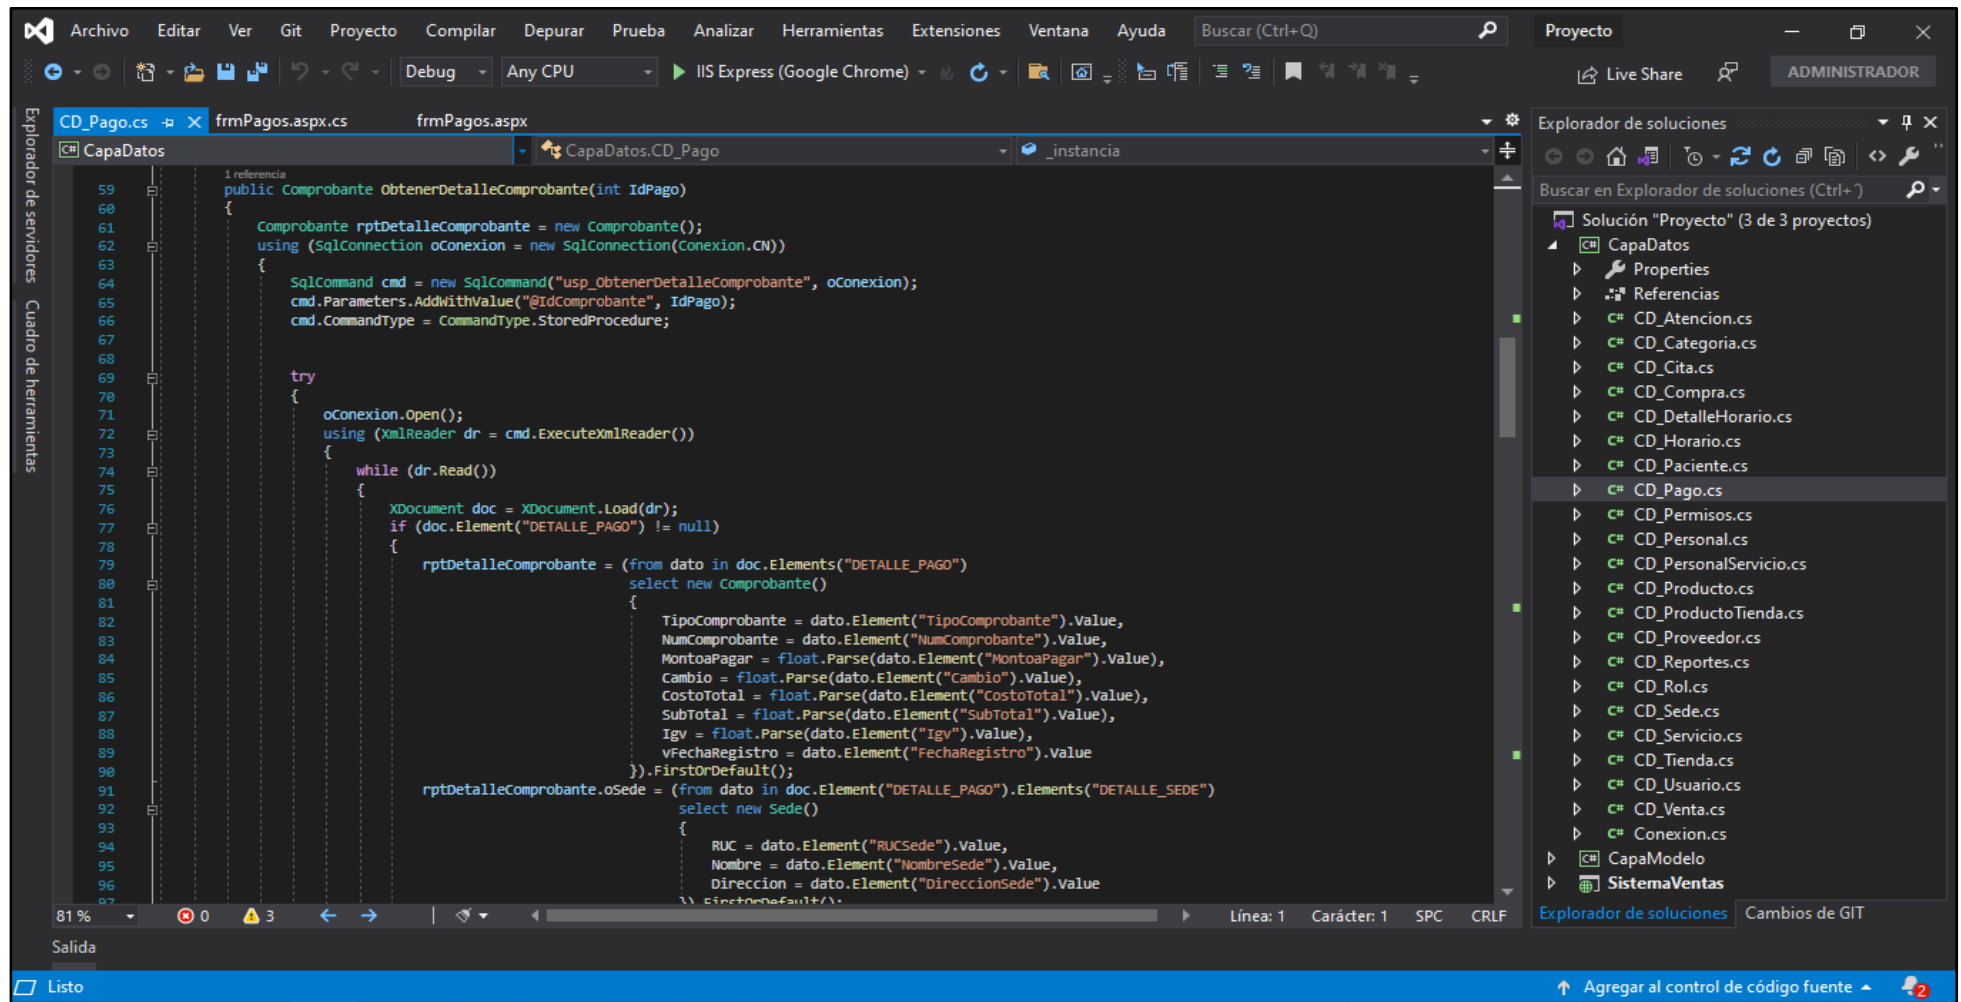 Archivo Editar Ver Git Proyecto Compilar Depurar Prueba Analizar Herramientas Extensiones Ventana Ayuda Buscar (Ctrl+Q) Proyecto
Debug Any CPU IIS Express (Google Chrome) Live Share ADMINISTRADOR
Explorador de servidores
Cuadro de herramientas
CD_Pago.cs frmPagos.aspx.cs frmPagos.aspx
CapaDatos CapaDatos.CD_Pago _instancia
1 referencia
59 public Comprobante ObtenerDetalleComprobante(int IdPago)
60 {
61 Comprobante rptDetalleComprobante = new Comprobante();
62 using (SqlConnection oConexion = new SqlConnection(Conexion.CN))
63 {
64 SqlCommand cmd = new SqlCommand("usp_ObtenerDetalleComprobante", oConexion);
65 cmd.Parameters.AddWithValue("@IdComprobante", IdPago);
66 cmd.CommandType = CommandType.StoredProcedure;
67
68
69 try
70 {
71 oConexion.Open();
72 using (XmlReader dr = cmd.ExecuteXmlReader())
73 {
74 while (dr.Read())
75 {
76 XDocument doc = XDocument.Load(dr);
77 if (doc.Element("DETALLE_PAGO") != null)
78 {
79 rptDetalleComprobante = (from dato in doc.Elements("DETALLE_PAGO")
80 select new Comprobante()
81 {
82 TipoComprobante = dato.Element("TipoComprobante").Value,
83 NumComprobante = dato.Element("NumComprobante").Value,
84 MontoaPagar = float.Parse(dato.Element("MontoaPagar").Value),
85 Cambio = float.Parse(dato.Element("Cambio").Value),
86 CostoTotal = float.Parse(dato.Element("CostoTotal").Value),
87 SubTotal = float.Parse(dato.Element("SubTotal").Value),
88 Igv = float.Parse(dato.Element("Igv").Value),
89 vFechaRegistro = dato.Element("FechaRegistro").Value
90 }).FirstOrDefault();
91 rptDetalleComprobante.oSede = (from dato in doc.Element("DETALLE_PAGO").Elements("DETALLE_SEDE")
92 select new Sede()
93 {
94 RUC = dato.Element("RUCSede").Value,
95 Nombre = dato.Element("NombreSede").Value,
96 Direccion = dato.Element("DireccionSede").Value
97 }).FirstOrDefault();
81 % 0 3 Línea: 1 Carácter: 1 SPC CRLF
Salida
Explorador de soluciones
Buscar en Explorador de soluciones (Ctrl+´)
Solución "Proyecto" (3 de 3 proyectos)
C# CapaDatos
Properties
Referencias
C# CD_Atencion.cs
C# CD_Categoria.cs
C# CD_Cita.cs
C# CD_Compra.cs
C# CD_DetalleHorario.cs
C# CD_Horario.cs
C# CD_Paciente.cs
C# CD_Pago.cs
C# CD_Permisos.cs
C# CD_Personal.cs
C# CD_PersonalServicio.cs
C# CD_Producto.cs
C# CD_ProductoTienda.cs
C# CD_Proveedor.cs
C# CD_Reportes.cs
C# CD_Rol.cs
C# CD_Sede.cs
C# CD_Servicio.cs
C# CD_Tienda.cs
C# CD_Usuario.cs
C# CD_Venta.cs
C# Conexion.cs
C# CapaModelo
SistemaVentas
Explorador de soluciones Cambios de GIT
Listo Agregar al control de código fuente 2